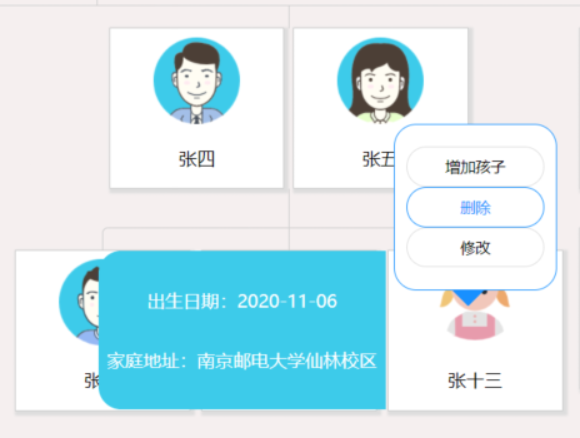 张四
张五
增加孩子
删除
修改
出生日期：2020-11-06
家庭地址：南京邮电大学仙林校区
张
张十三